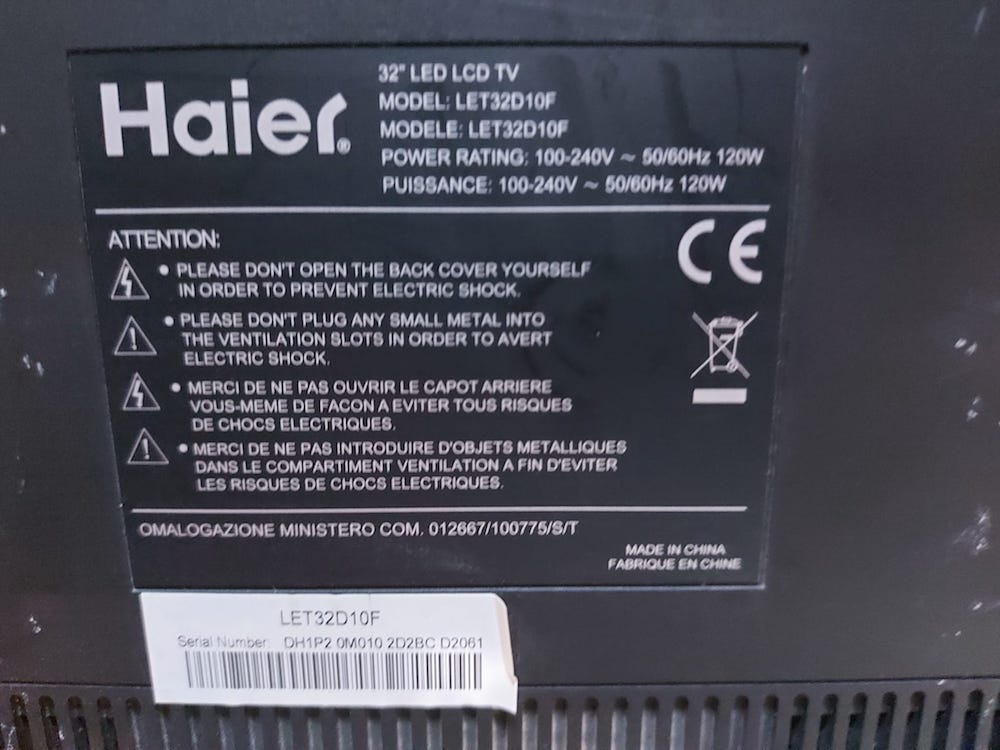 Haier®
32" LED LCD TV
MODEL: LET32D10F
MODELE: LET32D10F
POWER RATING: 100-240V ~ 50/60Hz 120W
PUISSANCE: 100-240V ~ 50/60Hz 120W
ATTENTION:
CE
• PLEASE DON'T OPEN THE BACK COVER YOURSELF
IN ORDER TO PREVENT ELECTRIC SHOCK.
• PLEASE DON'T PLUG ANY SMALL METAL INTO
THE VENTILATION SLOTS IN ORDER TO AVERT
ELECTRIC SHOCK.
• MERCI DE NE PAS OUVRIR LE CAPOT ARRIERE
VOUS-MEME DE FACON A EVITER TOUS RISQUES
DE CHOCS ELECTRIQUES.
• MERCI DE NE PAS INTRODUIRE D'OBJETS METALLIQUES
DANS LE COMPARTIMENT VENTILATION A FIN D'EVITER
LES RISQUES DE CHOCS ELECTRIQUES.
OMALOGAZIONE MINISTERO COM. 012667/100775/S/T
MADE IN CHINA
FABRIQUE EN CHINE
LET32D10F
Serial Number: DH1P2 0M010 2D2BC D2061